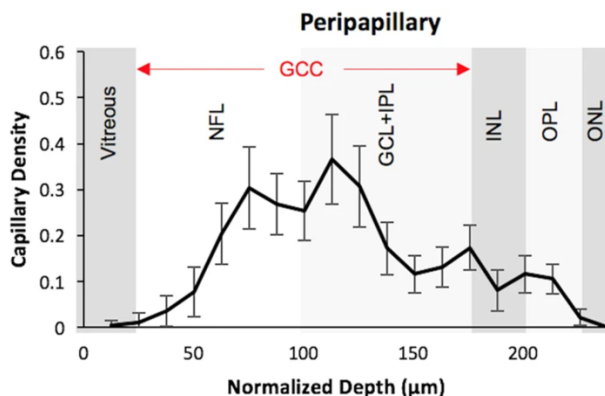 Peripapillary
0.6
0.5
0.4
0.3
0.2
0.1
0
Capillary Density
GCC
Vitreous
NFL
GCL+IPL
INL
OPL
ONL
0
50
100
150
200
Normalized Depth (μm)